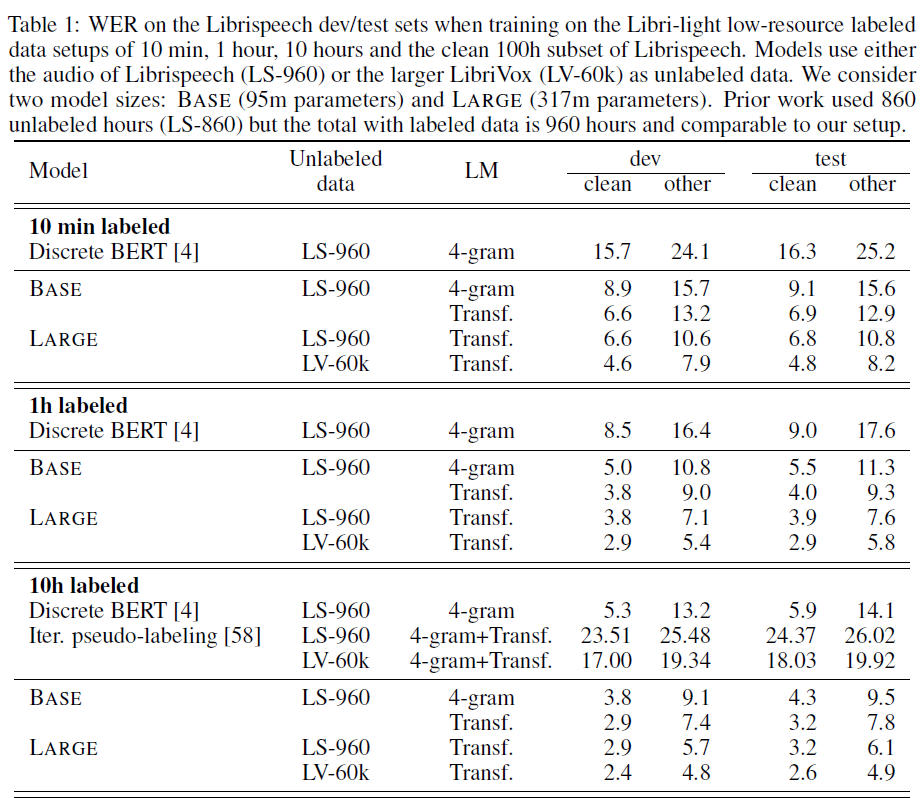 Table 1: WER on the Librispeech dev/test sets when training on the Libri-light low-resource labeled
data setups of 10 min, 1 hour, 10 hours and the clean 100h subset of Librispeech. Models use either
the audio of Librispeech (LS-960) or the larger LibriVox (LV-60k) as unlabeled data. We consider
two model sizes: BASE (95m parameters) and LARGE (317m parameters). Prior work used 860
unlabeled hours (LS-860) but the total with labeled data is 960 hours and comparable to our setup.
Model Unlabeled data LM dev test
clean other clean other
10 min labeled
Discrete BERT [4] LS-960 4-gram 15.7 24.1 16.3 25.2
BASE LS-960 4-gram 8.9 15.7 9.1 15.6
Transf. 6.6 13.2 6.9 12.9
LARGE LS-960 Transf. 6.6 10.6 6.8 10.8
LV-60k Transf. 4.6 7.9 4.8 8.2
1h labeled
Discrete BERT [4] LS-960 4-gram 8.5 16.4 9.0 17.6
BASE LS-960 4-gram 5.0 10.8 5.5 11.3
Transf. 3.8 9.0 4.0 9.3
LARGE LS-960 Transf. 3.8 7.1 3.9 7.6
LV-60k Transf. 2.9 5.4 2.9 5.8
10h labeled
Discrete BERT [4] LS-960 4-gram 5.3 13.2 5.9 14.1
Iter. pseudo-labeling [58] LS-960 4-gram+Transf. 23.51 25.48 24.37 26.02
LV-60k 4-gram+Transf. 17.00 19.34 18.03 19.92
BASE LS-960 4-gram 3.8 9.1 4.3 9.5
Transf. 2.9 7.4 3.2 7.8
LARGE LS-960 Transf. 2.9 5.7 3.2 6.1
LV-60k Transf. 2.4 4.8 2.6 4.9